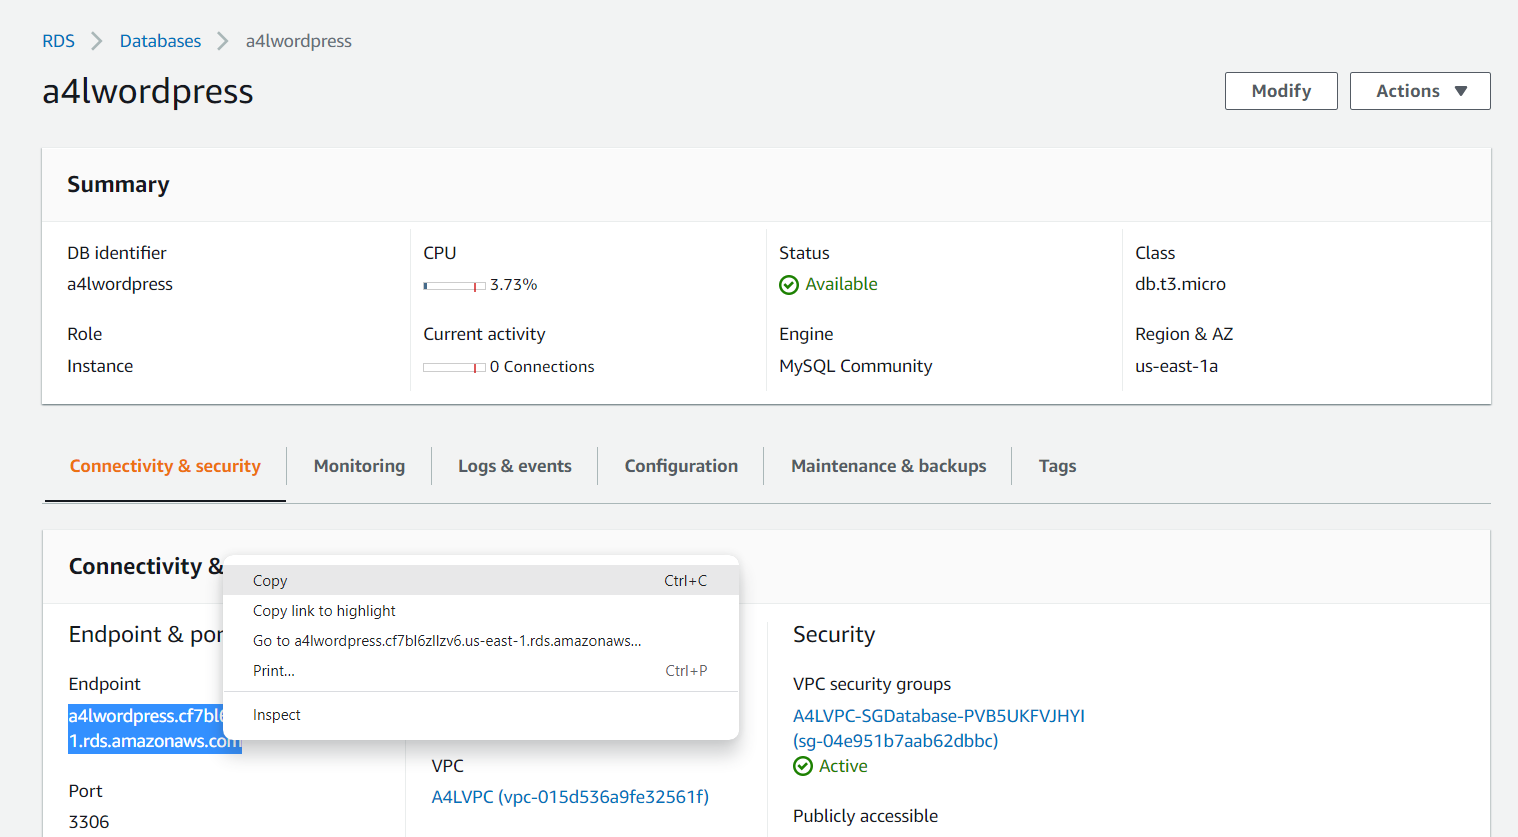 RDS > Databases > a4lwordpress
a4lwordpress
Modify
Actions
Summary
DB identifier
a4lwordpress
CPU
3.73%
Status
Available
Class
db.t3.micro
Role
Instance
Current activity
0 Connections
Engine
MySQL Community
Region & AZ
us-east-1a
Connectivity & security
Monitoring
Logs & events
Configuration
Maintenance & backups
Tags
Connectivity &
Copy Ctrl+C
Copy link to highlight
Go to a4lwordpress.cf7bl6zllzv6.us-east-1.rds.amazonaws...
Print... Ctrl+P
Inspect
Endpoint &
Endpoint
a4lwordpress.cf7bl6
1.rds.amazonaws.com
Port
3306
VPC
A4LVPC (vpc-015d536a9fe32561f)
Security
VPC security groups
A4LVPC-SGDatabase-PVB5UKFVJHYI
(sg-04e951b7aab62dbbc)
Active
Publicly accessible